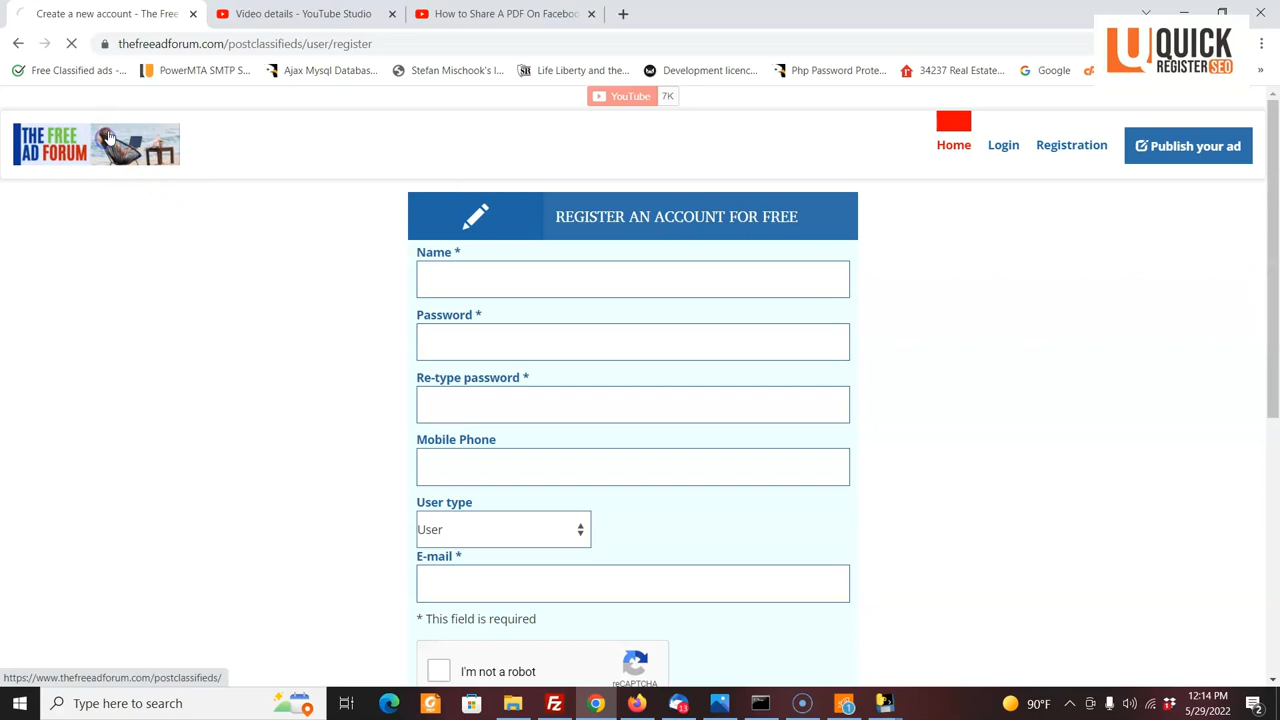 Create a new account - The Free
Video details - YouTube Studio
How to Share A PDF On Faceboo
thefreeadforum.com/postclassifieds/user/register
Free Classified ads -...
PowerMTA SMTP S...
Ajax Mysql Databas...
Stefan Mischook's l...
Life Liberty and the...
Development licenc...
Php Password Prote...
34237 Real Estate...
Google
QUICK
REGISTER SEO
YouTube 7K
THE FREE
AD FORUM
Home
Login
Registration
Publish your ad
REGISTER AN ACCOUNT FOR FREE
Name *
Password *
Re-type password *
Mobile Phone
User type
User
E-mail *
* This field is required
I'm not a robot
reCAPTCHA
https://www.thefreeadforum.com/postclassifieds/
Type here to search
13
1
90°F
12:14 PM
5/29/2022
2